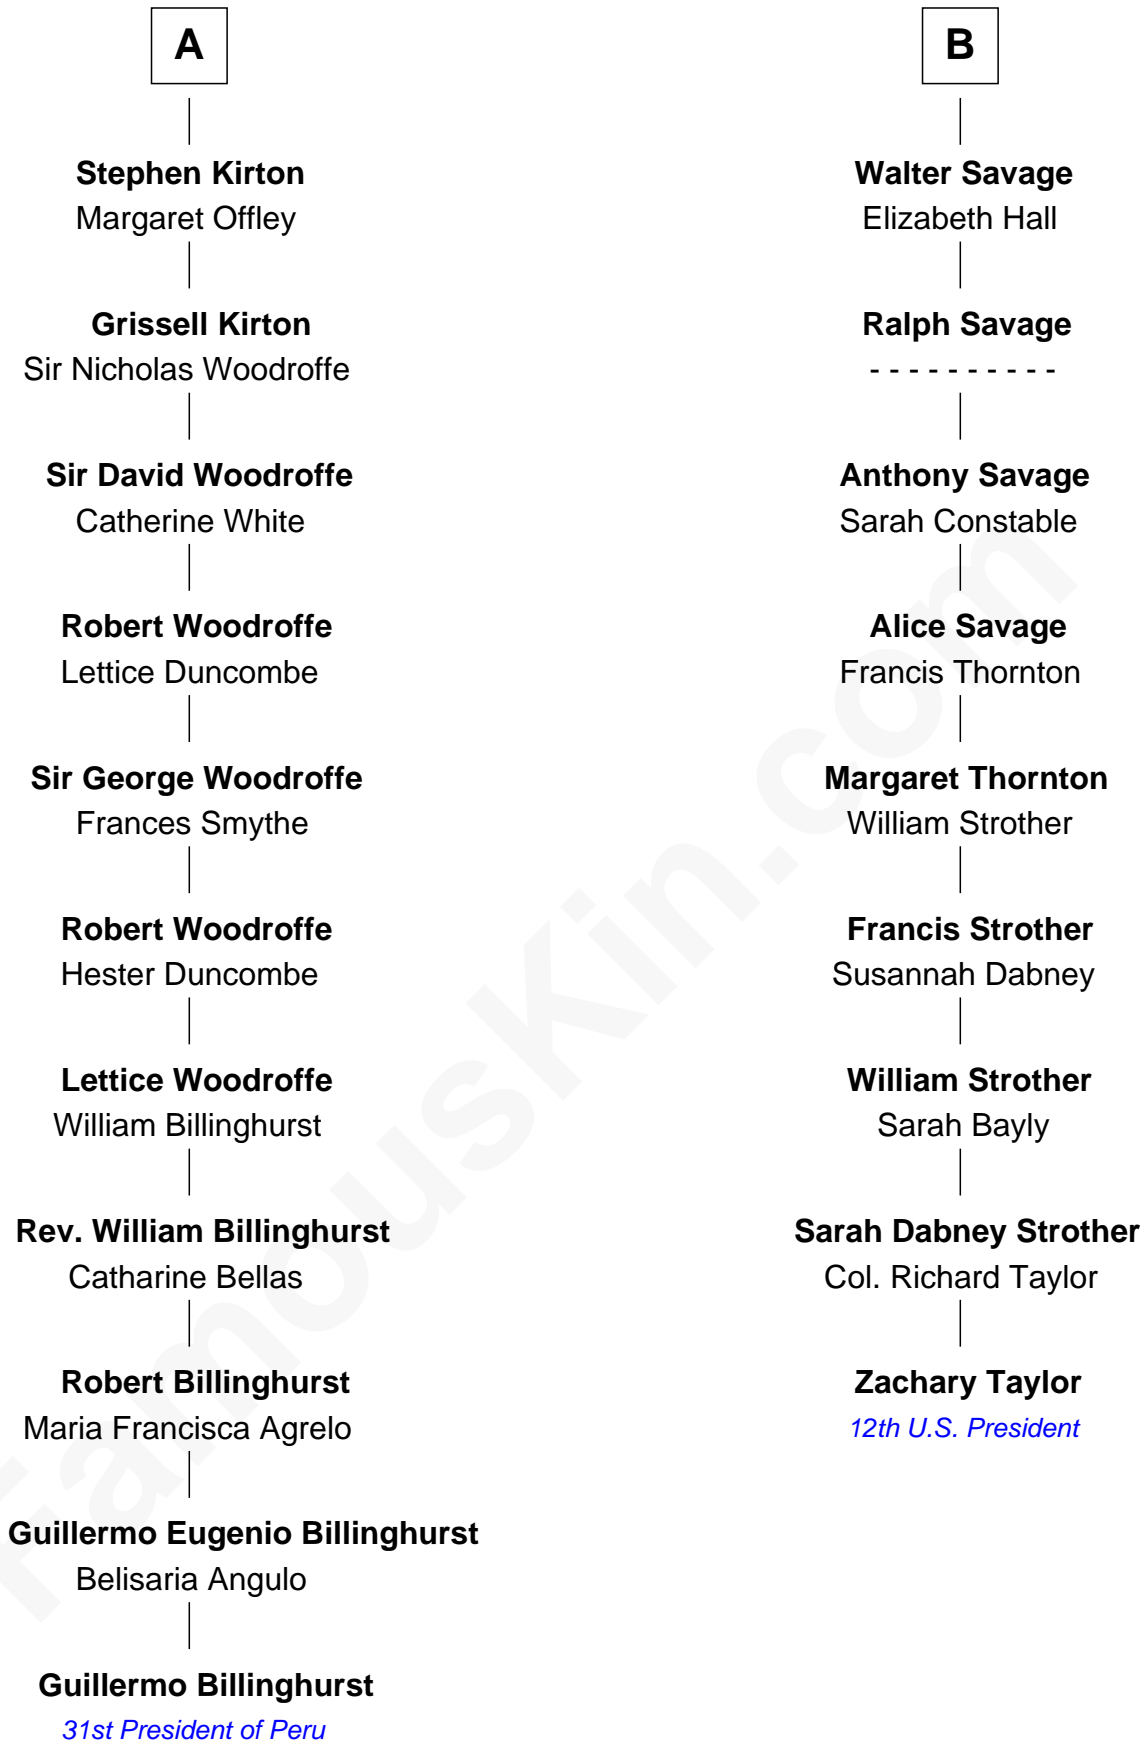 A
Stephen Kirton
Margaret Offley
Grissell Kirton
Sir Nicholas Woodroffe
Sir David Woodroffe
Catherine White
Robert Woodroffe
Lettice Duncombe
Sir George Woodroffe
Frances Smythe
Robert Woodroffe
Hester Duncombe
Lettice Woodroffe
William Billinghurst
Rev. William Billinghurst
Catharine Bellas
Robert Billinghurst
Maria Francisca Agrelo
Guillermo Eugenio Billinghurst
Belisaria Angulo
Guillermo Billinghurst
31st President of Peru
B
Walter Savage
Elizabeth Hall
Ralph Savage
- - - - - - - - - -
Anthony Savage
Sarah Constable
Alice Savage
Francis Thornton
Margaret Thornton
William Strother
Francis Strother
Susannah Dabney
William Strother
Sarah Bayly
Sarah Dabney Strother
Col. Richard Taylor
Zachary Taylor
12th U.S. President
FamousKin.com